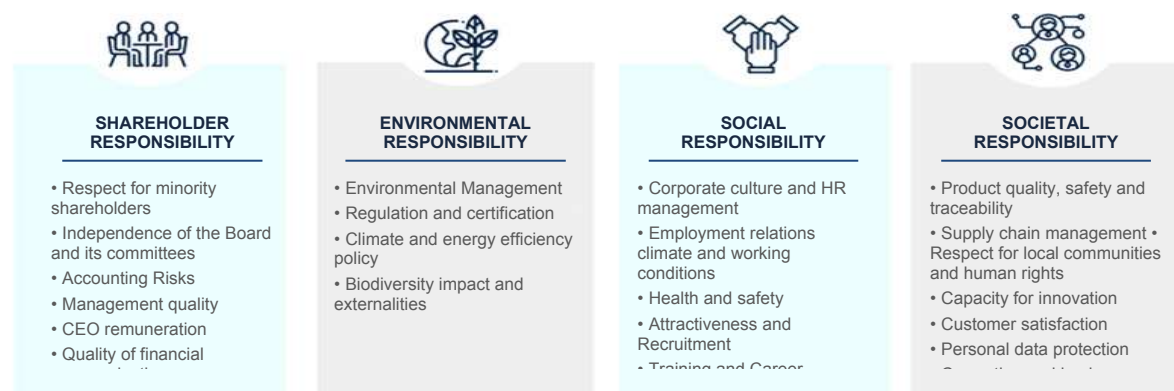 SHAREHOLDER
RESPONSIBILITY
• Respect for minority
shareholders
• Independence of the Board
and its committees
• Accounting Risks
• Management quality
• CEO remuneration
• Quality of financial
ENVIRONMENTAL
RESPONSIBILITY
• Environmental Management
• Regulation and certification
• Climate and energy efficiency
policy
• Biodiversity impact and
externalities
SOCIAL
RESPONSIBILITY
• Corporate culture and HR
management
• Employment relations
climate and working
conditions
• Health and safety
• Attractiveness and
Recruitment
• Training and Career
SOCIETAL
RESPONSIBILITY
• Product quality, safety and
traceability
• Supply chain management •
Respect for local communities
and human rights
• Capacity for innovation
• Customer satisfaction
• Personal data protection